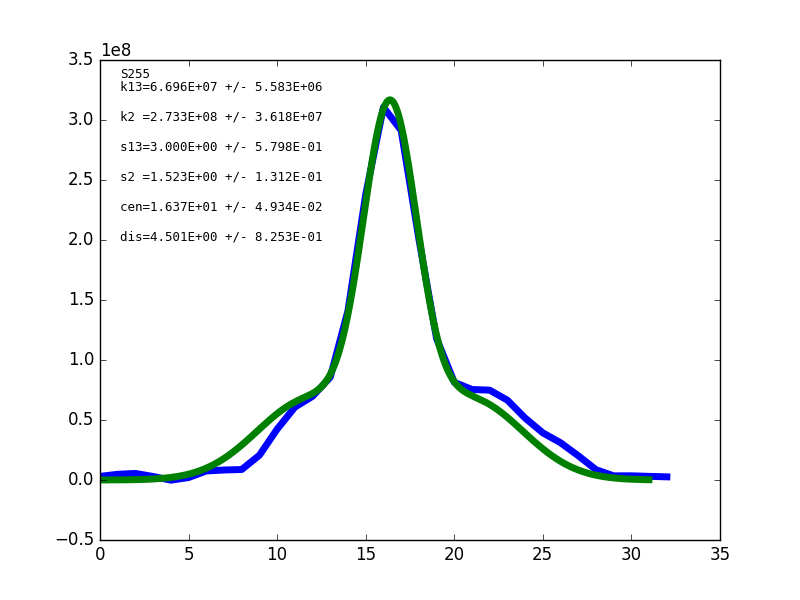 1e8
3.5
3.0
2.5
2.0
1.5
1.0
0.5
0.0
−0.5
S255
k13=6.696E+07 +/- 5.583E+06
k2 =2.733E+08 +/- 3.618E+07
s13=3.000E+00 +/- 5.798E-01
s2 =1.523E+00 +/- 1.312E-01
cen=1.637E+01 +/- 4.934E-02
dis=4.501E+00 +/- 8.253E-01
0 5 10 15 20 25 30 35